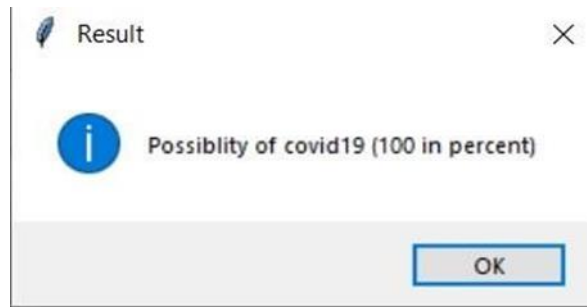 Result
Possiblity of covid19 (100 in percent)
OK